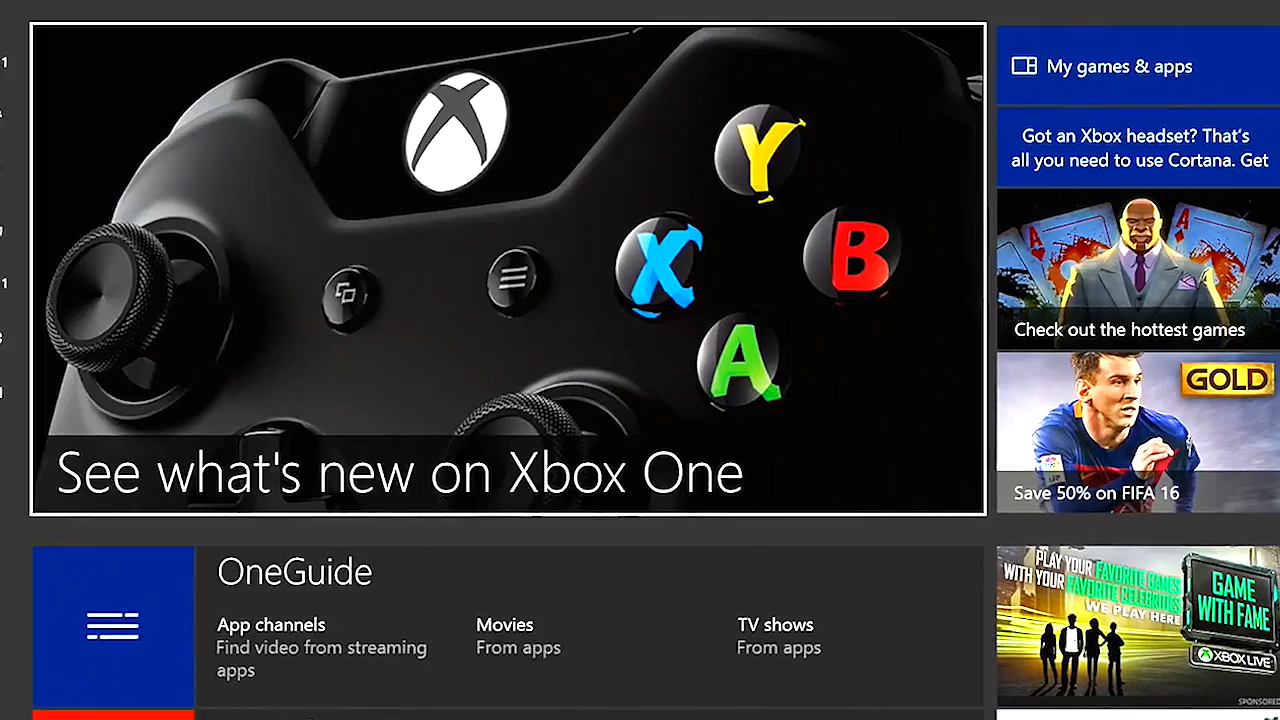 Y
X
B
A
See what's new on Xbox One
My games & apps
Got an Xbox headset? That's
all you need to use Cortana. Get
Check out the hottest games
GOLD
Save 50% on FIFA 16
OneGuide
App channels
Find video from streaming
apps
Movies
From apps
TV shows
From apps
PLAY YOUR FAVORITE GAMES
WITH YOUR FAVORITE CELEBRITIES
WE PLAY HERE
GAME
WITH FAME
XBOX LIVE
SPONSORED